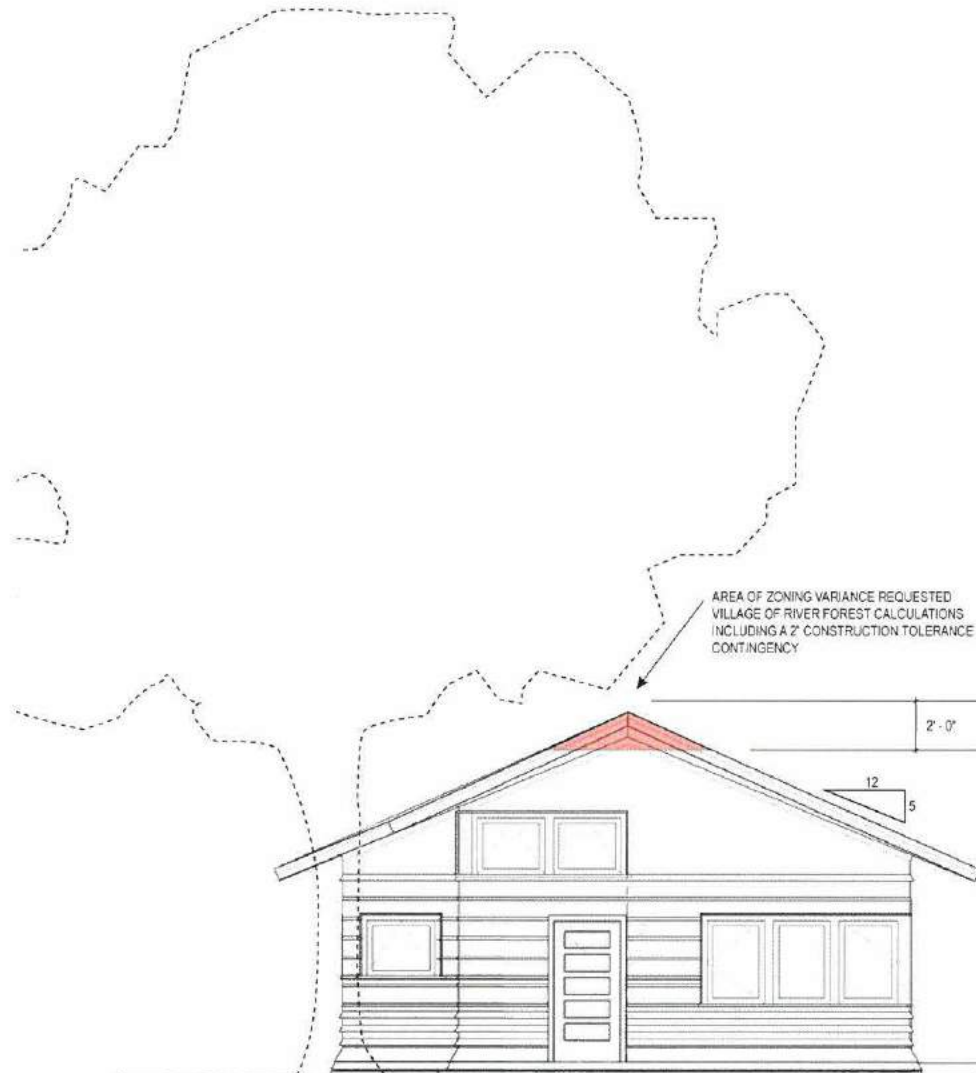 AREA OF ZONING VARIANCE REQUESTED
VILLAGE OF RIVER FOREST CALCULATIONS
INCLUDING A 2" CONSTRUCTION TOLERANCE
CONTINGENCY
2' - 0"
12
5